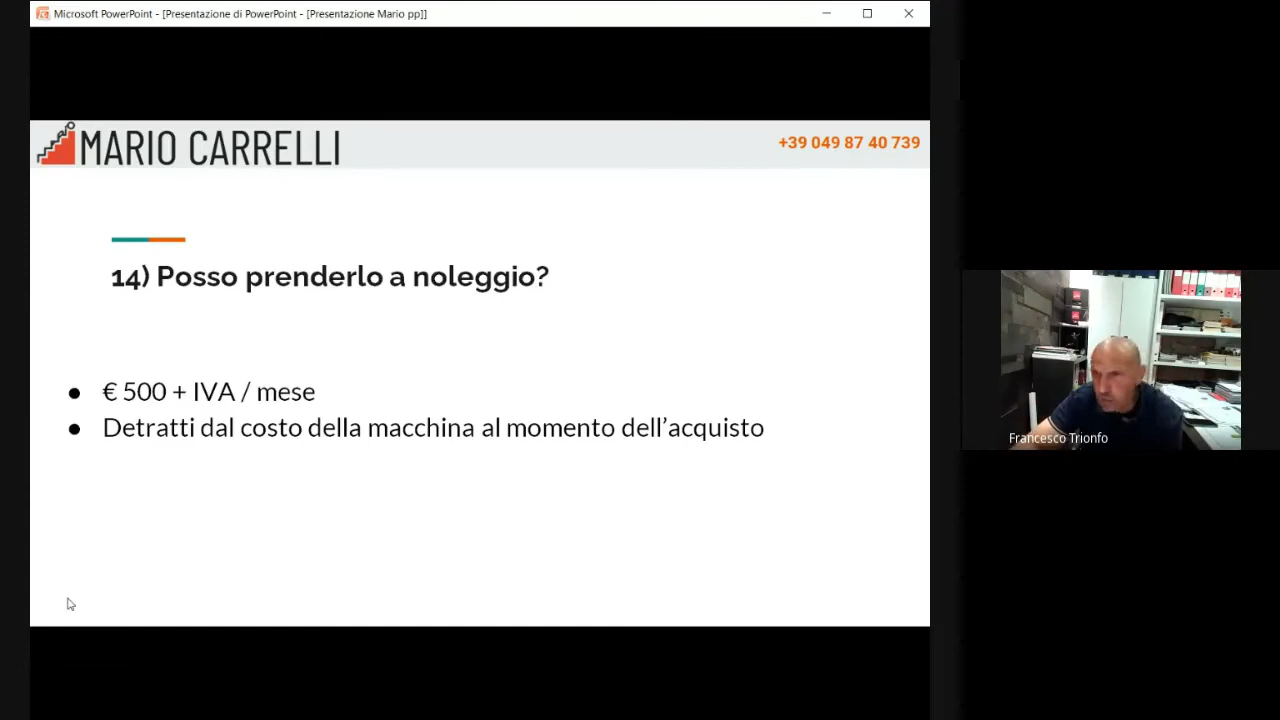 Microsoft PowerPoint - [Presentazione di PowerPoint - [Presentazione Mario pp]]
MARIO CARRELLI
+39 049 87 40 739
14) Posso prenderlo a noleggio?
● € 500 + IVA / mese
● Detratti dal costo della macchina al momento dell’acquisto
Francesco Trionfo